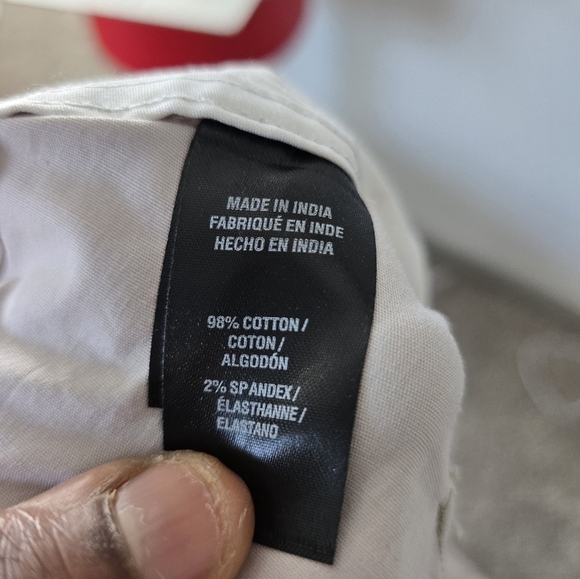 MADE IN INDIA
FABRIQUÉ EN INDE
HECHO EN INDIA
98% COTTON/
COTON/
ALGODÓN
2% SPANDEX/
ÉLASTHANNE/
ELASTANO